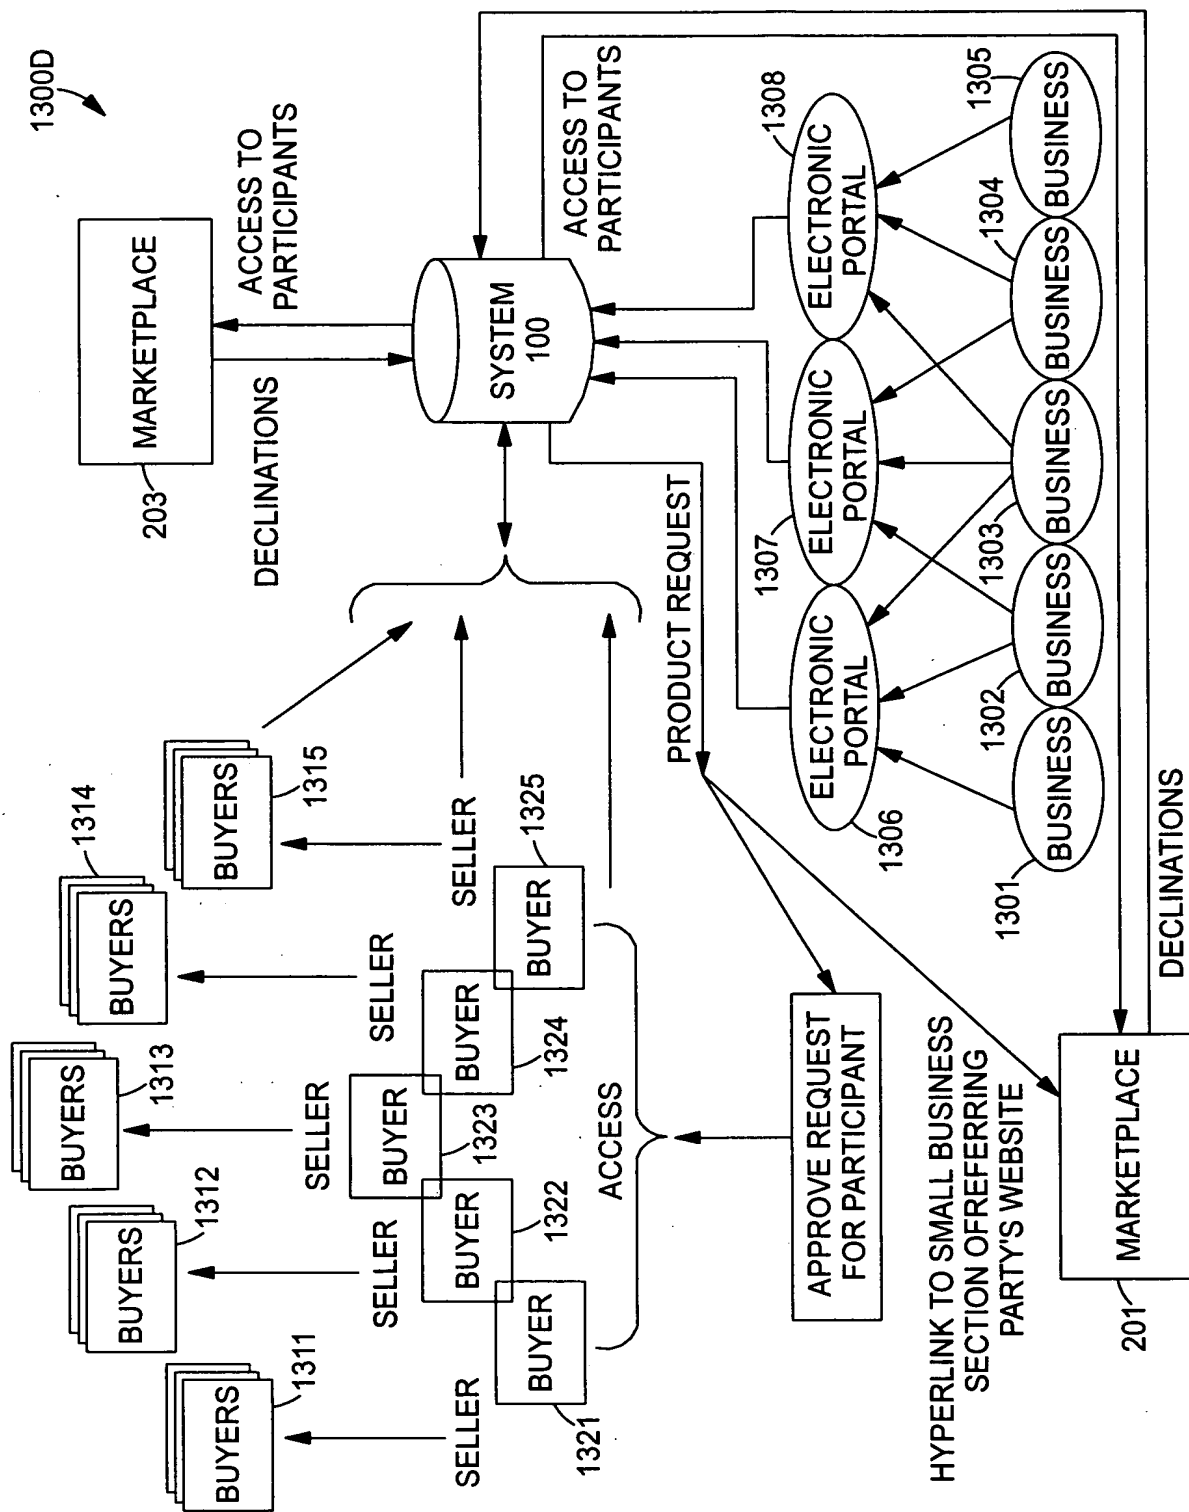 1300D
MARKETPLACE
203
ACCESS TO
PARTICIPANTS
DECLINATIONS
BUYERS
1311
BUYERS
1312
BUYERS
1313
BUYERS
1314
BUYERS
1315
SELLER
SELLER
SELLER
SELLER
SELLER
BUYER
1321
BUYER
1322
BUYER
1323
BUYER
1324
BUYER
1325
ACCESS
SYSTEM
100
ACCESS TO
PARTICIPANTS
PRODUCT REQUEST
APPROVE REQUEST
FOR PARTICIPANT
HYPERLINK TO SMALL BUSINESS
SECTION OFREFERRING
PARTY'S WEBSITE
ELECTRONIC
PORTAL
1306
ELECTRONIC
PORTAL
1307
ELECTRONIC
PORTAL
1308
BUSINESS
1301
BUSINESS
1302
BUSINESS
1303
BUSINESS
1304
BUSINESS
1305
MARKETPLACE
201
DECLINATIONS